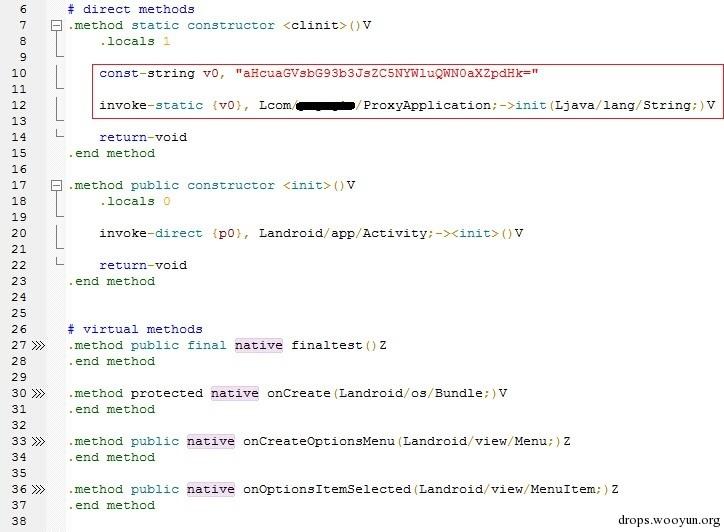 6 # direct methods
7 .method static constructor <clinit>()V
8 .locals 1
9
10 const-string v0, "aHcuaGVsbG93b3JsZC5NYWluQWN0aXZpdHk="
11
12 invoke-static {v0}, Lcom/ /ProxyApplication;->init(Ljava/lang/String;)V
13
14 return-void
15 .end method
16
17 .method public constructor <init>()V
18 .locals 0
19
20 invoke-direct {p0}, Landroid/app/Activity;-><init>()V
21
22 return-void
23 .end method
24
25
26 # virtual methods
27 .method public final native finaltest()Z
28 .end method
29
30 .method protected native onCreate(Landroid/os/Bundle;)V
31 .end method
32
33 .method public native onCreateOptionsMenu(Landroid/view/Menu;)Z
34 .end method
35
36 .method public native onOptionsItemSelected(Landroid/view/MenuItem;)Z
37 .end method
38
drops.wooyun.org